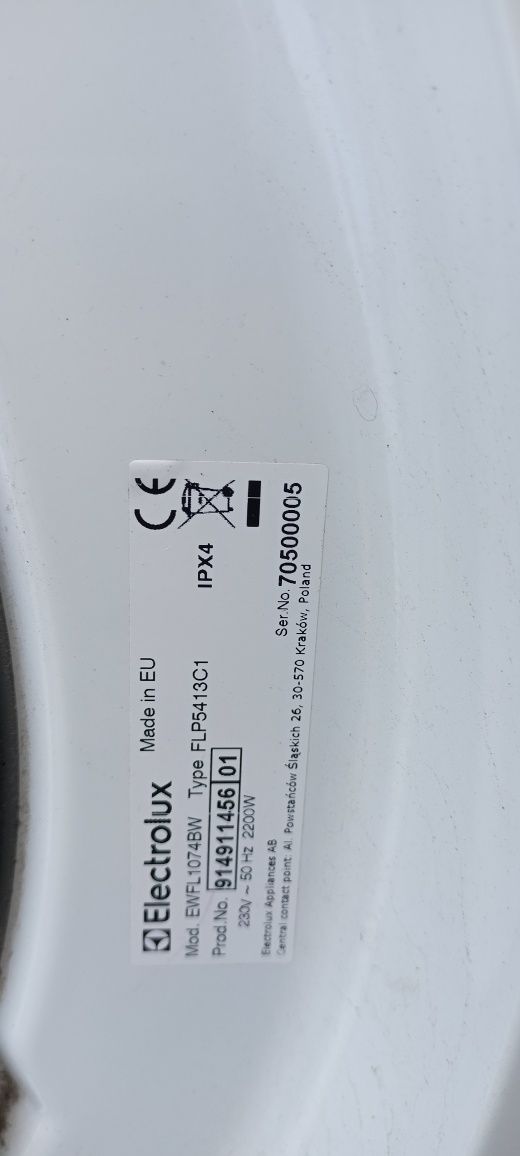 Electrolux Made in EU CE
Mod. EWFL1074BW Type FLP5413C1
Prod.No. 914911456 01 IPX4
230V ~ 50 Hz 2200W
Electrolux Appliances AB Ser.No. 70500005
Central contact point: Al. Powstańców Śląskich 26, 30-570 Kraków, Poland